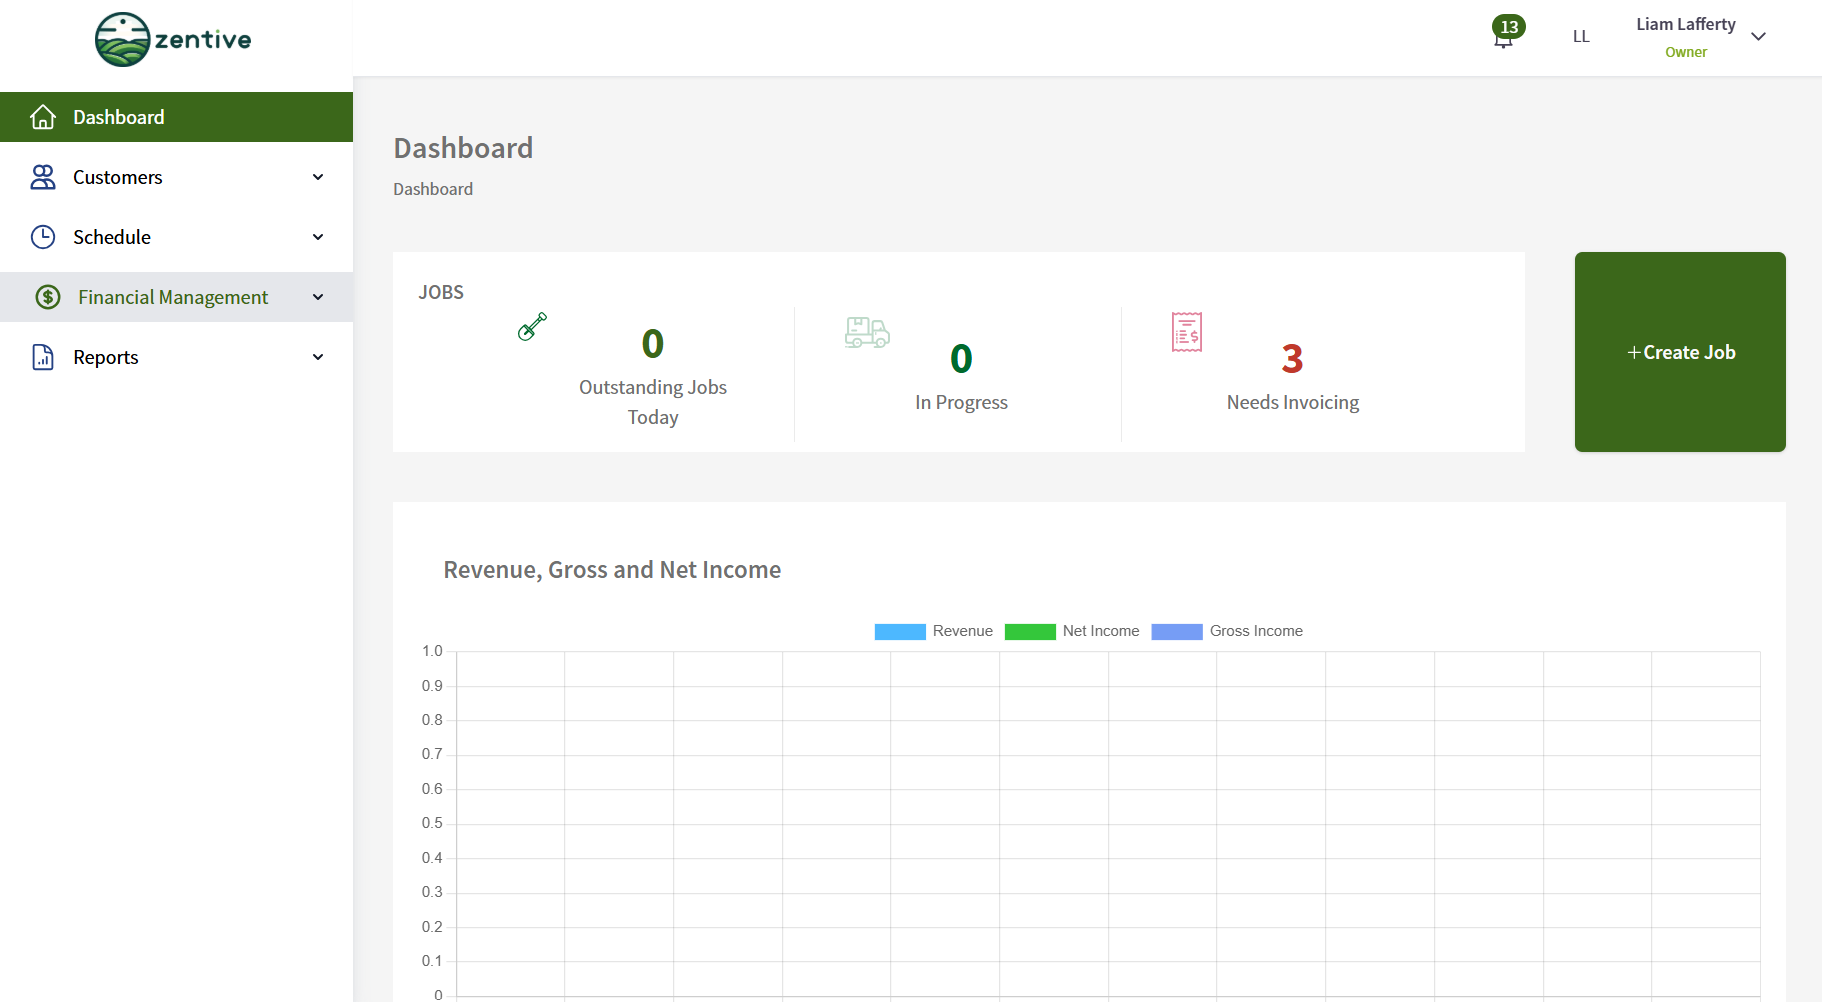 zentive
13
LL
Liam Lafferty
Owner
Dashboard
Customers
Schedule
Financial Management
Reports
Dashboard
Dashboard
JOBS
0
Outstanding Jobs
Today
0
In Progress
3
Needs Invoicing
+Create Job
Revenue, Gross and Net Income
Revenue
Net Income
Gross Income
1.0
0.9
0.8
0.7
0.6
0.5
0.4
0.3
0.2
0.1
0